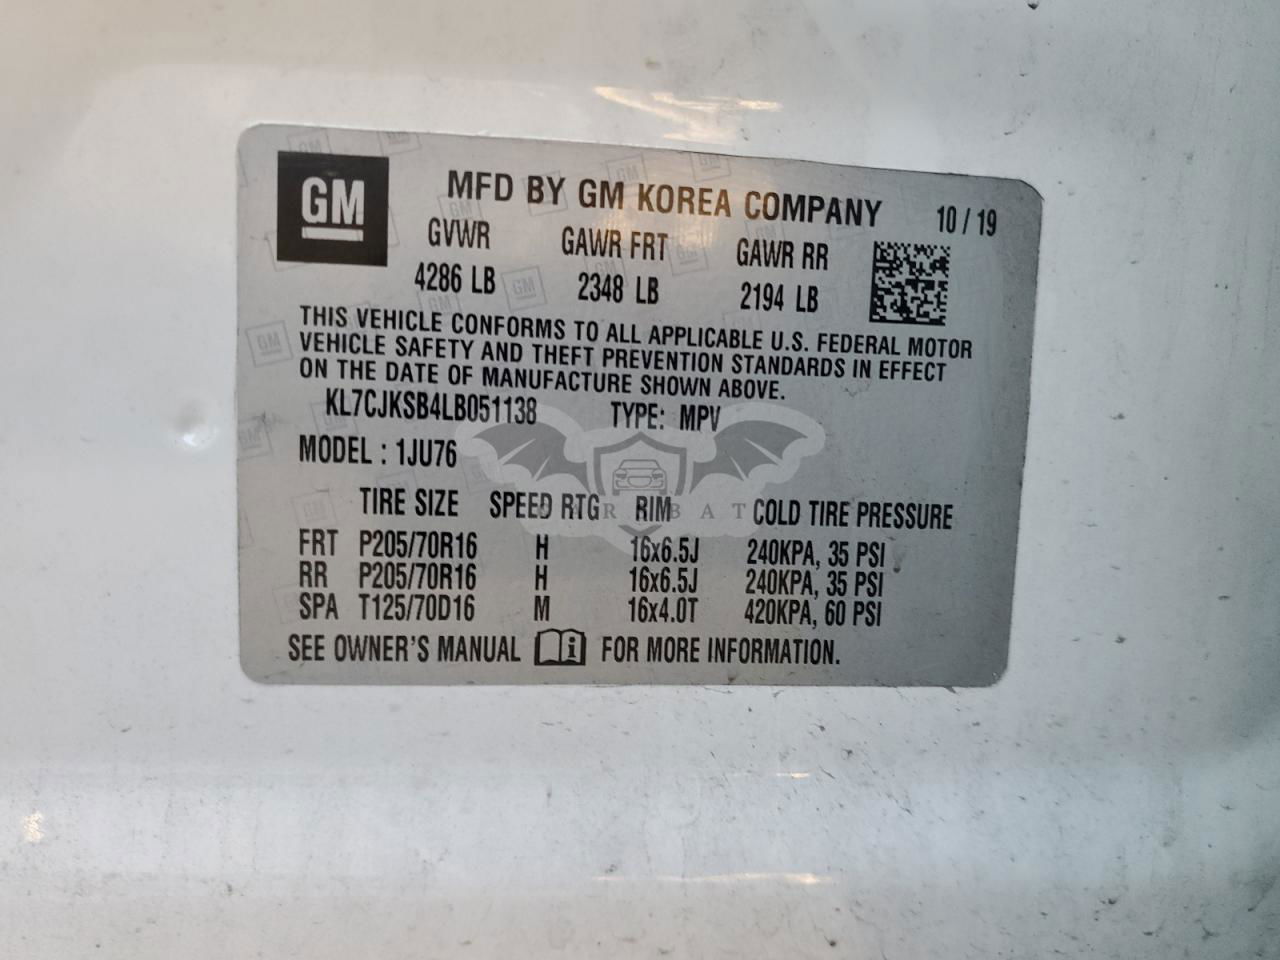 GM
MFD BY GM KOREA COMPANY 10/19
GVWR GAWR FRT GAWR RR
4286 LB 2348 LB 2194 LB
THIS VEHICLE CONFORMS TO ALL APPLICABLE U.S. FEDERAL MOTOR
VEHICLE SAFETY AND THEFT PREVENTION STANDARDS IN EFFECT
ON THE DATE OF MANUFACTURE SHOWN ABOVE.
KL7CJKSB4LB051138 TYPE: MPV
MODEL : 1JU76
TIRE SIZE SPEED RTG RIM COLD TIRE PRESSURE
CAR BAT
FRT P205/70R16 H 16x6.5J 240KPA, 35 PSI
RR P205/70R16 H 16x6.5J 240KPA, 35 PSI
SPA T125/70D16 M 16x4.0T 420KPA, 60 PSI
SEE OWNER'S MANUAL i FOR MORE INFORMATION.